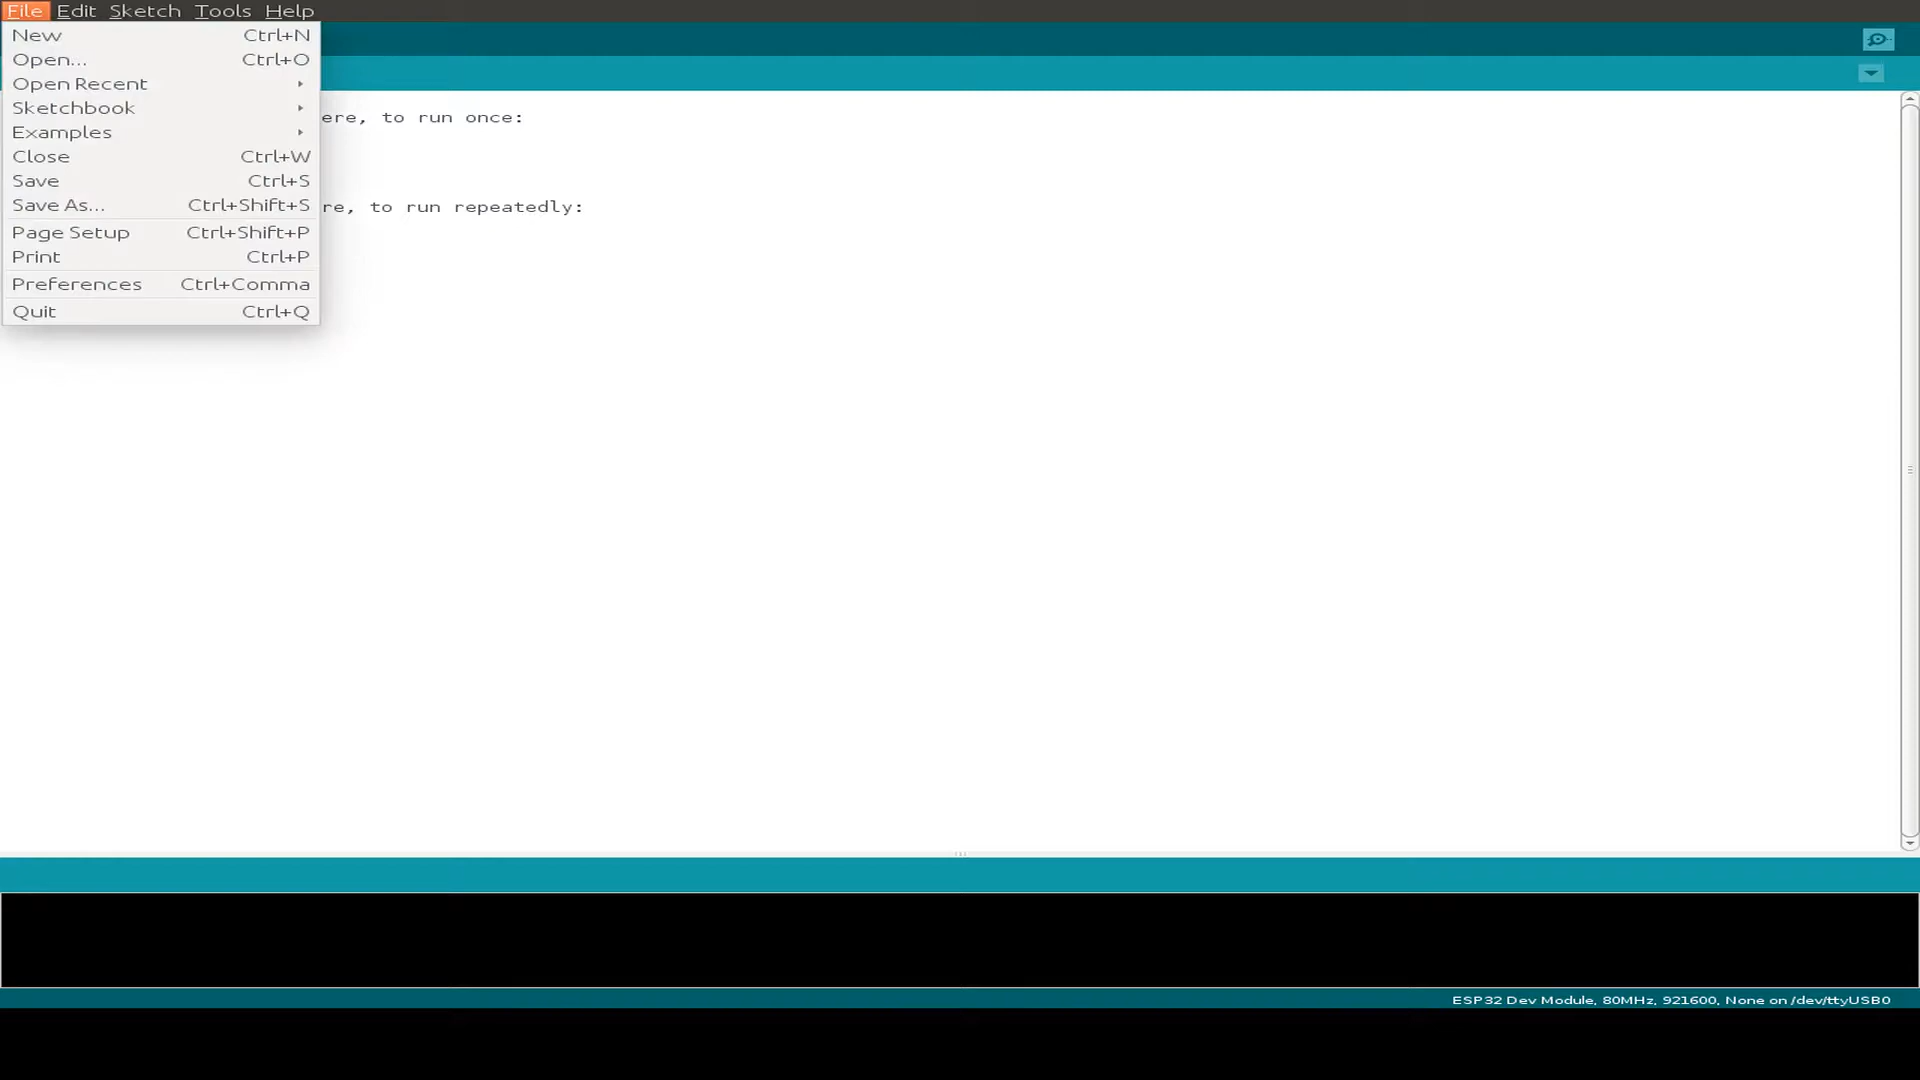 File Edit Sketch Tools Help
New Ctrl+N
Open... Ctrl+O
Open Recent
Sketchbook
Examples
Close Ctrl+W
Save Ctrl+S
Save As... Ctrl+Shift+S
Page Setup Ctrl+Shift+P
Print Ctrl+P
Preferences Ctrl+Comma
Quit Ctrl+Q
ere, to run once:
re, to run repeatedly:
ESP32 Dev Module, 80MHz, 921600, None on /dev/ttyUSB0